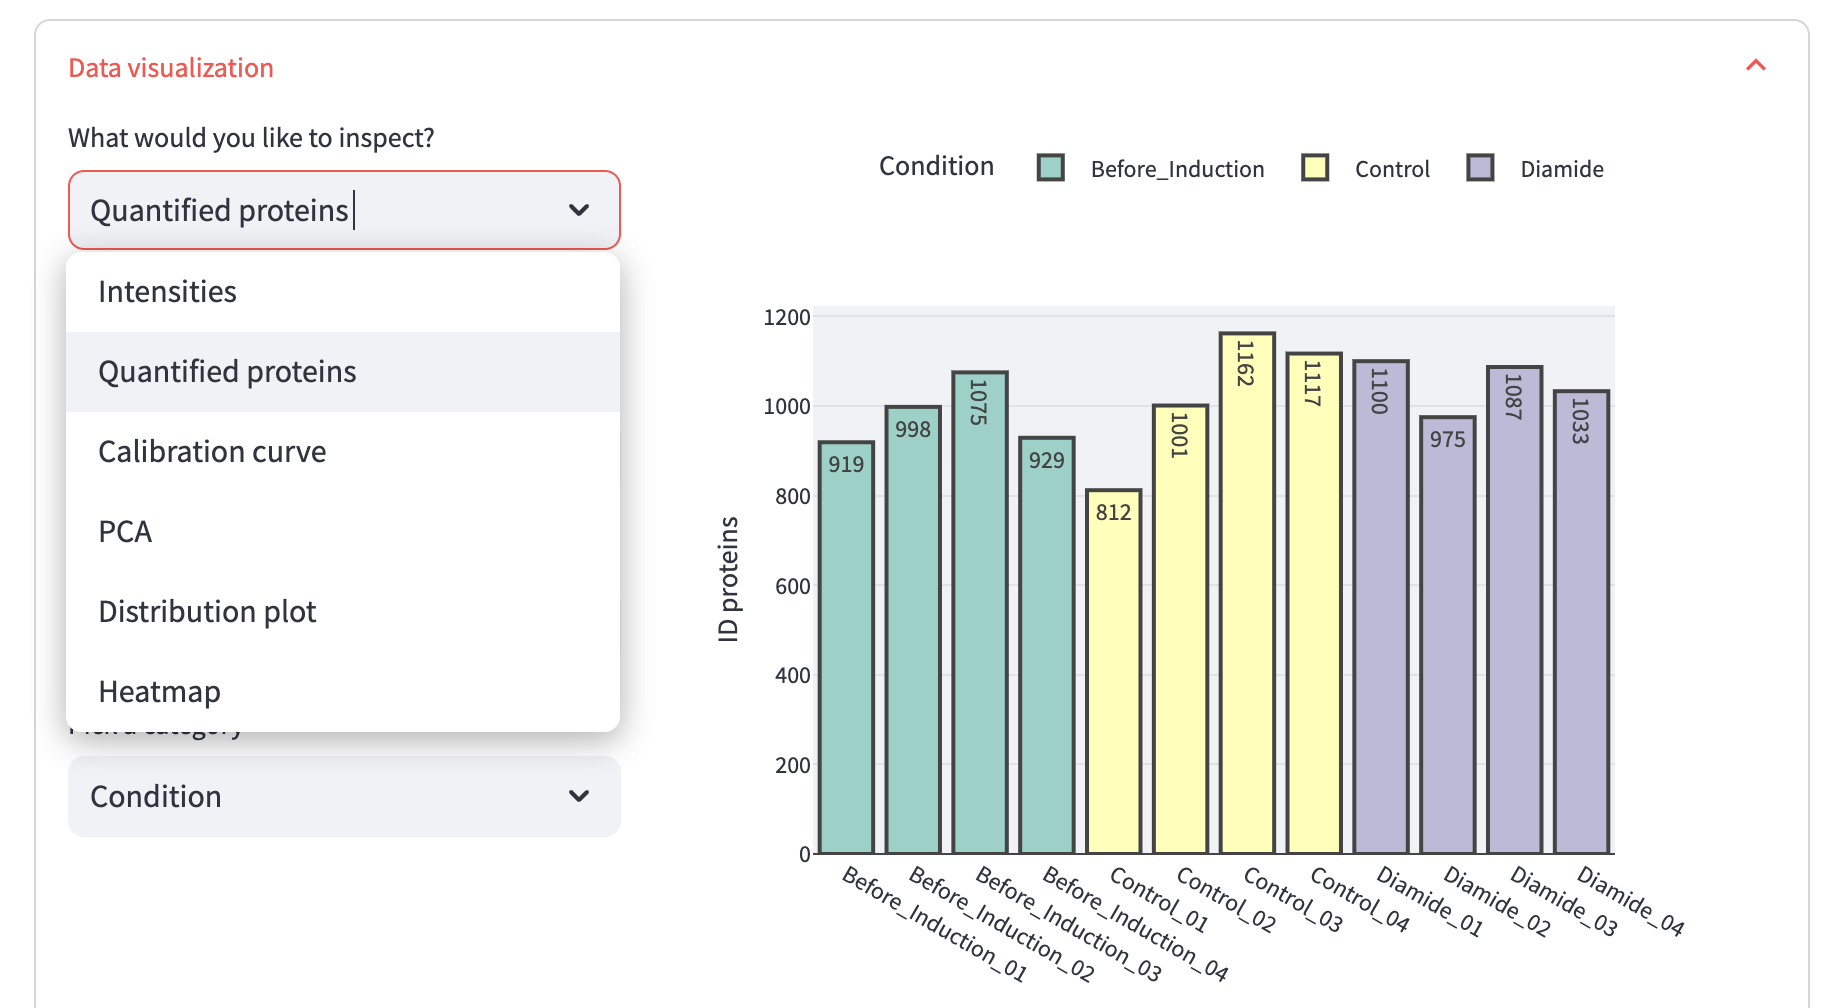 Data visualization
What would you like to inspect?
Quantified proteins
Intensities
Quantified proteins
Calibration curve
PCA
Distribution plot
Heatmap
Pick a category
Condition
Condition Before_Induction Control Diamide
ID proteins
1200
1000
800
600
400
200
0
919
998
1075
929
812
1001
1162
1117
1100
975
1087
1033
Before_Induction_01
Before_Induction_02
Before_Induction_03
Before_Induction_04
Control_01
Control_02
Control_03
Control_04
Diamide_01
Diamide_02
Diamide_03
Diamide_04